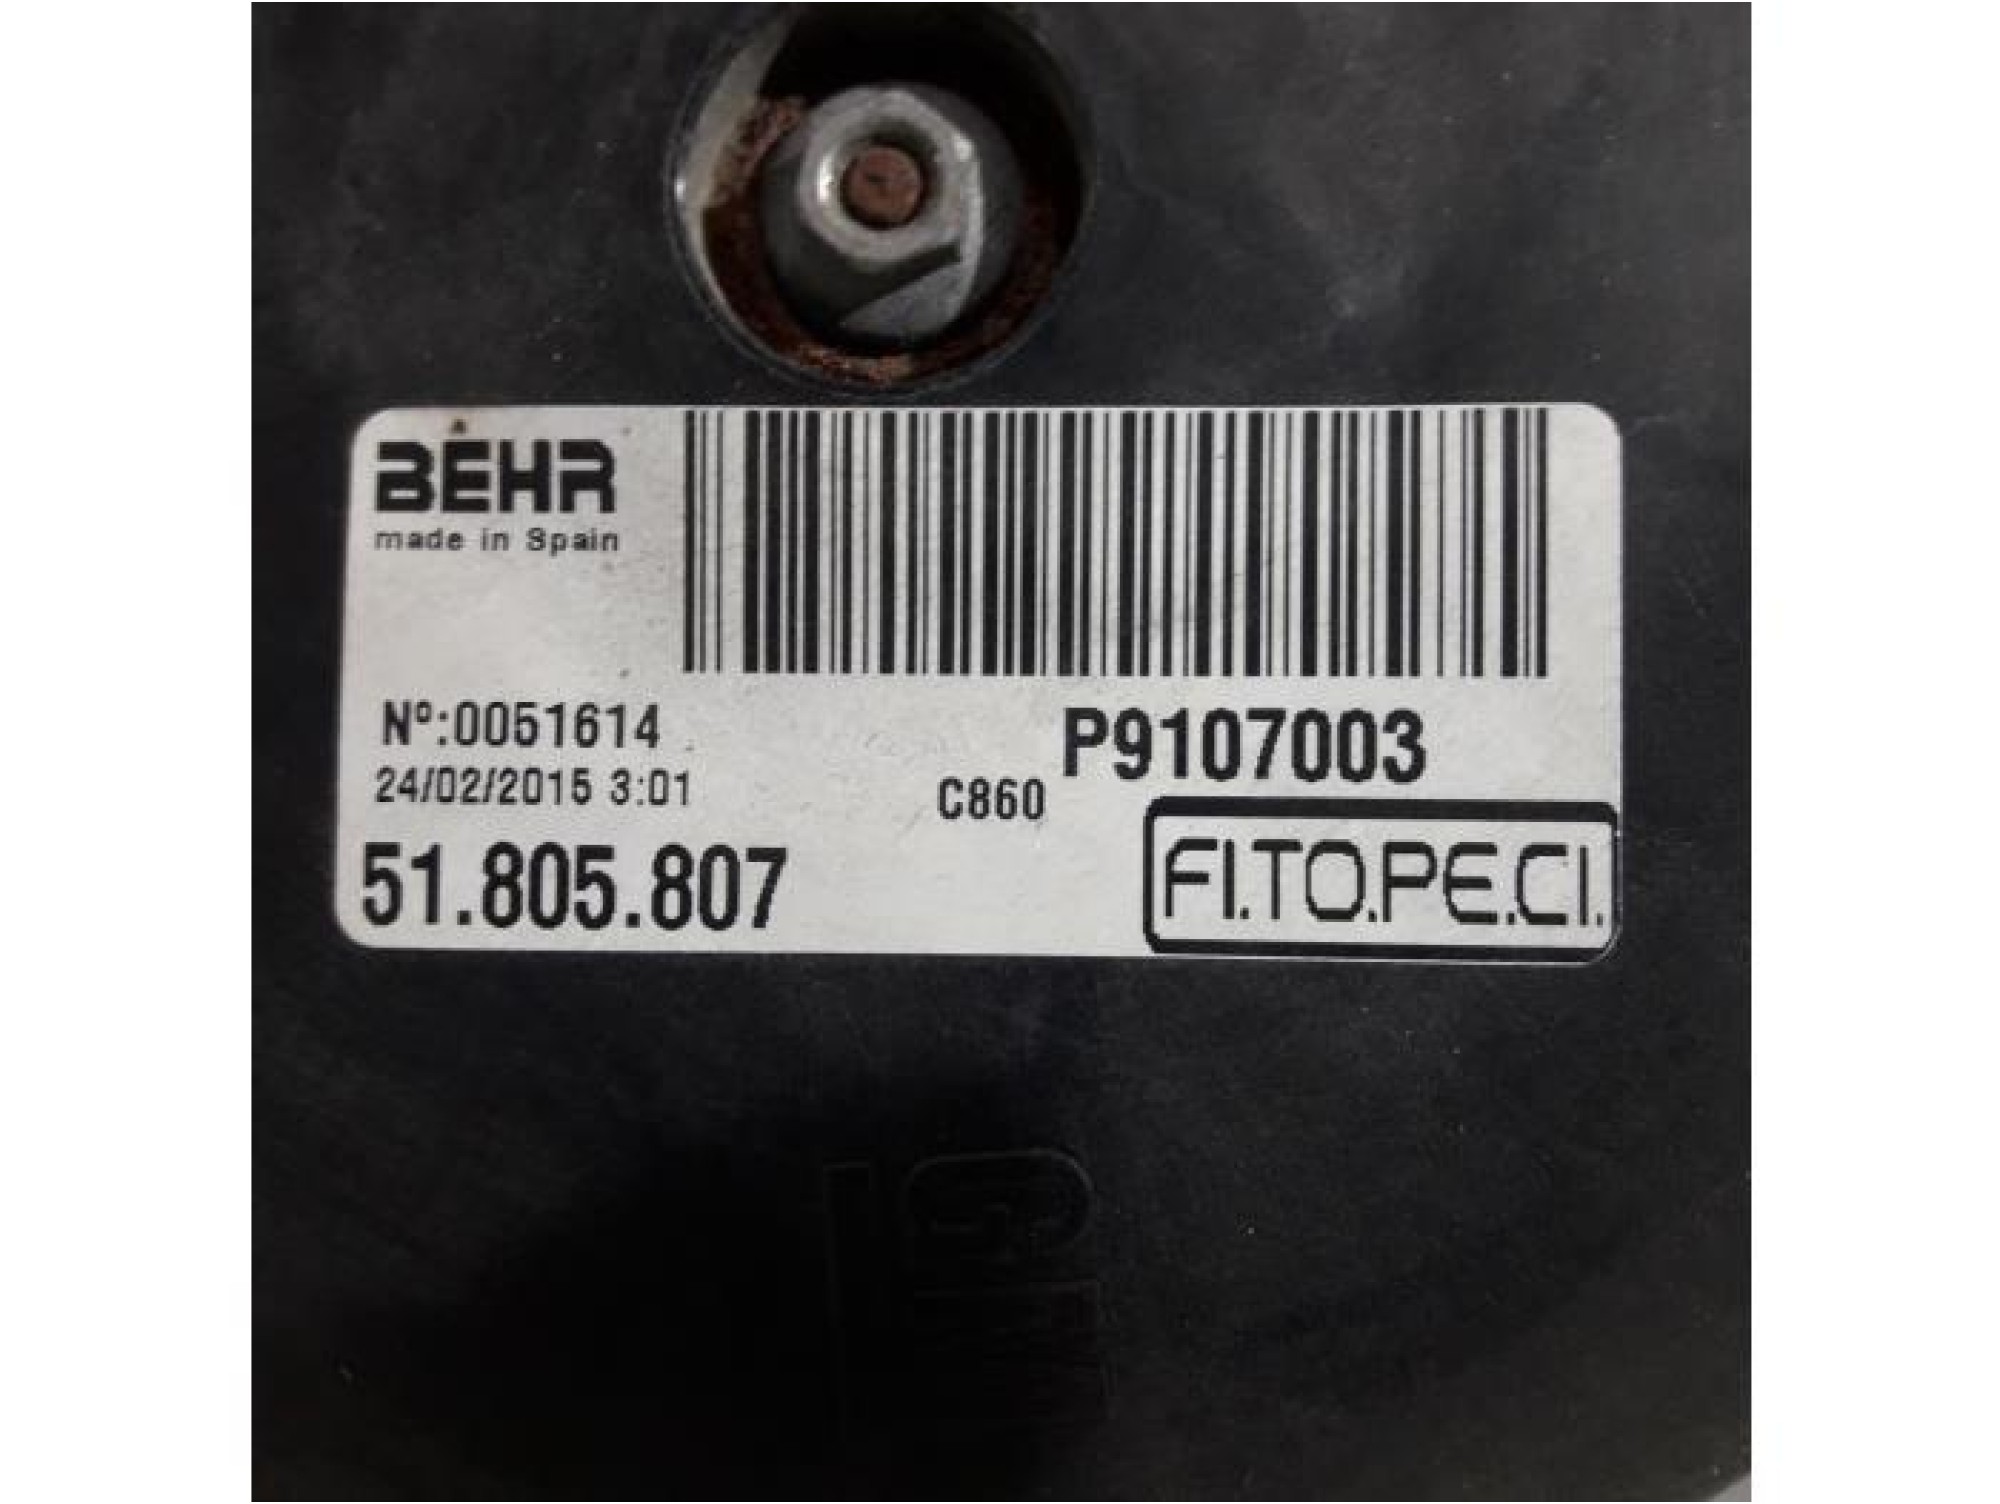 BEHR
made in Spain
Nº:0051614
P9107003
24/02/2015 3:01
C860
51.805.807
FI.TO.PE.CI.